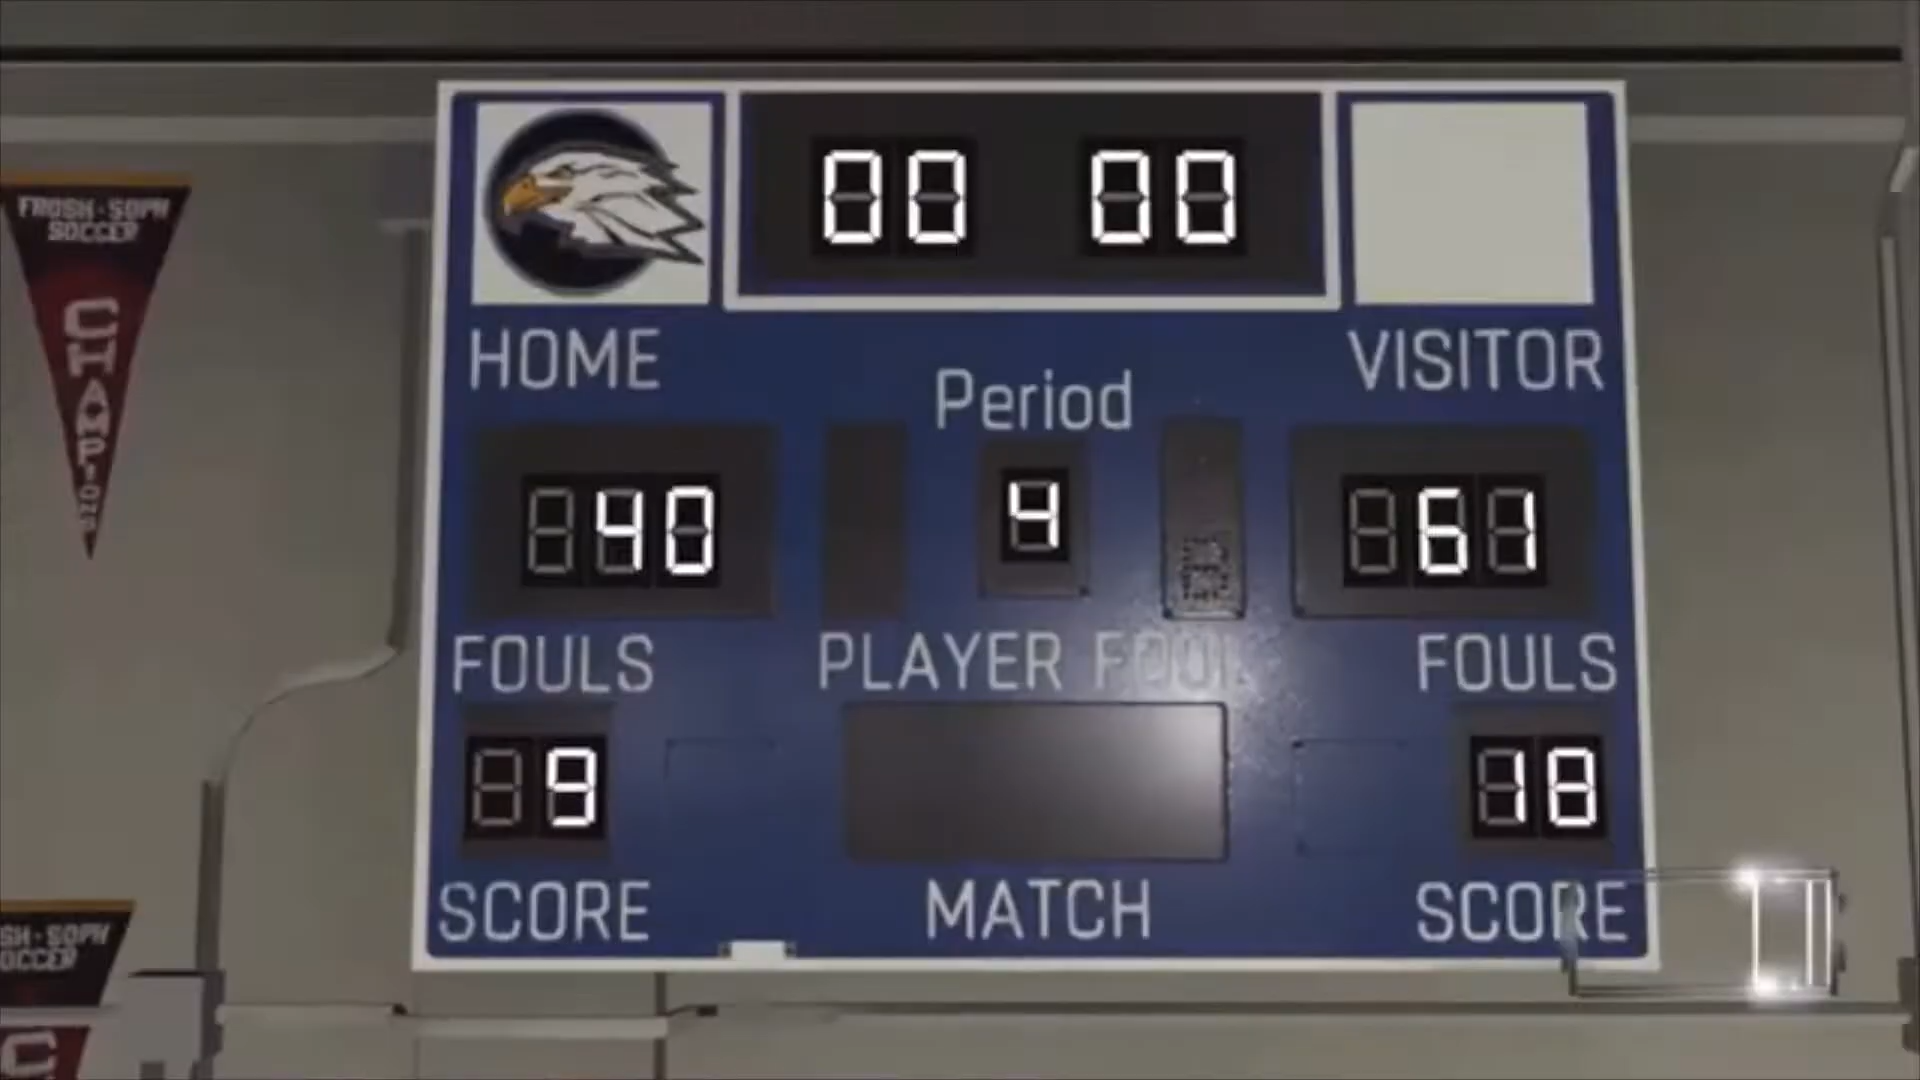 FROSH-SOPH
SOCCER
CHAMPIONS
00 00
HOME
VISITOR
Period
40
4
61
FOULS
PLAYER FOUL
FOULS
9
18
SCORE
MATCH
SCORE
SH-SOPH
OCCER
C